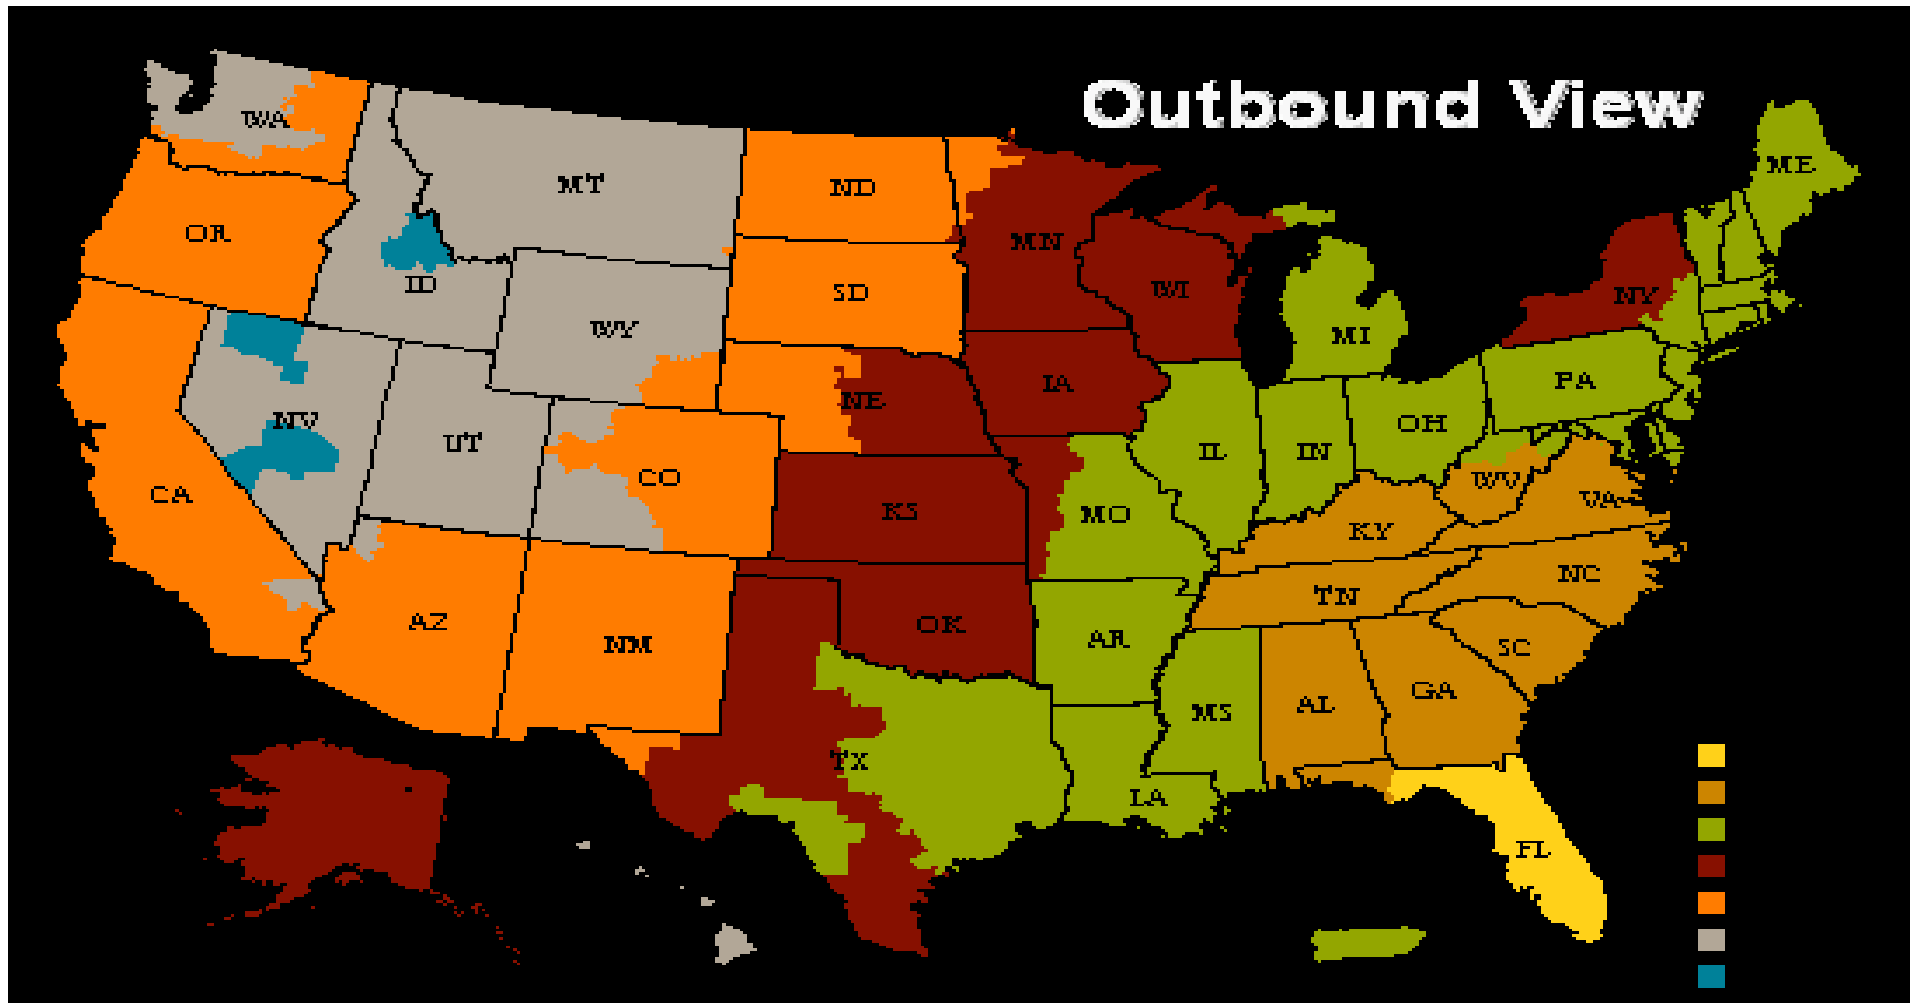 Outbound View
WA
ME
MT
ND
OR
MN
ID
SD
WI
NY
WY
MI
IA
PA
NE
NV
UT
OH
IL
IN
CO
WV
CA
VA
KS
MO
KY
NC
TN
AZ
OK
AR
NM
SC
GA
AL
MS
TX
LA
FL